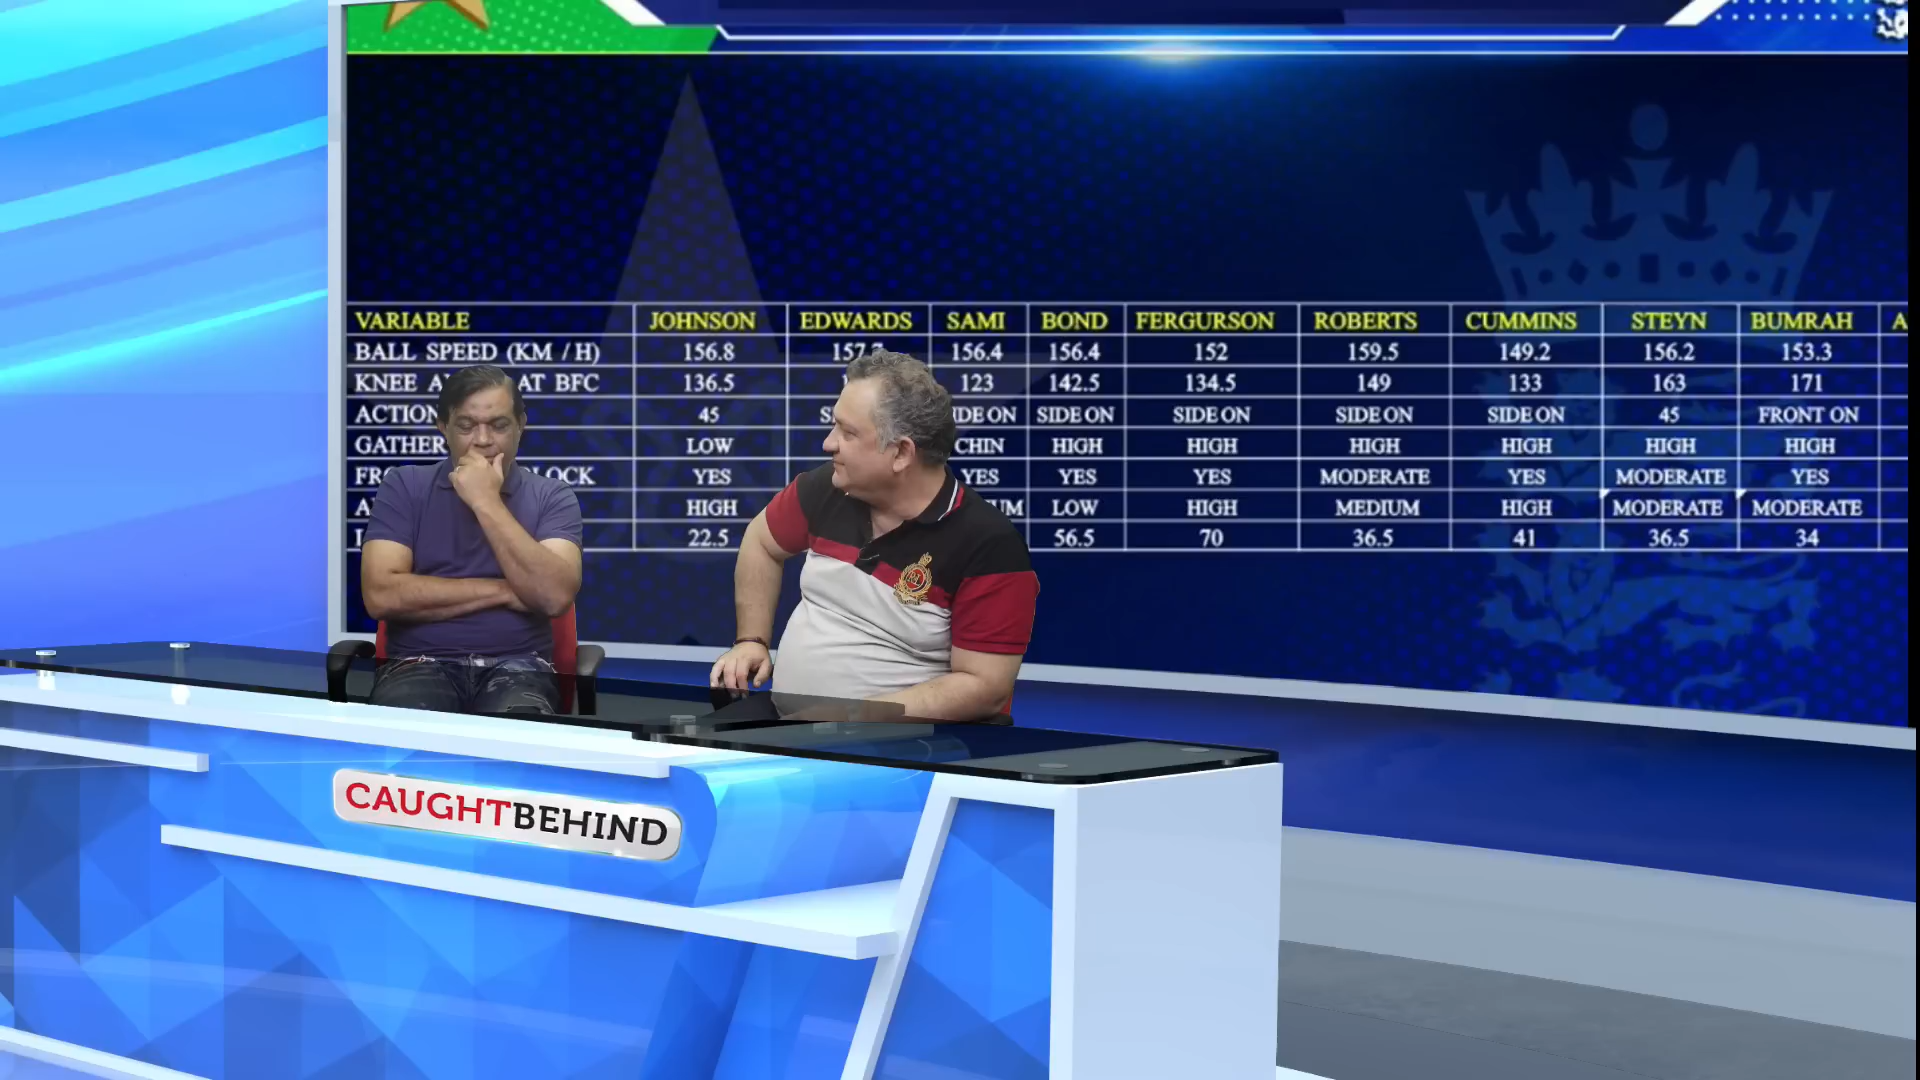 VARIABLE JOHNSON EDWARDS SAMI BOND FERGURSON ROBERTS CUMMINS STEYN BUMRAH
BALL SPEED (KM / H) 156.8 156.4 156.4 152 159.5 149.2 156.2 153.3
AT BFC 136.5 123 142.5 134.5 149 133 163 171
45 SIDE ON SIDE ON SIDE ON SIDE ON 45 FRONT ON
LOW CHIN HIGH HIGH HIGH HIGH HIGH HIGH
YES YES YES YES MODERATE YES MODERATE YES
HIGH LOW HIGH MEDIUM HIGH MODERATE MODERATE
22.5 56.5 70 36.5 41 36.5 34
CAUGHTBEHIND